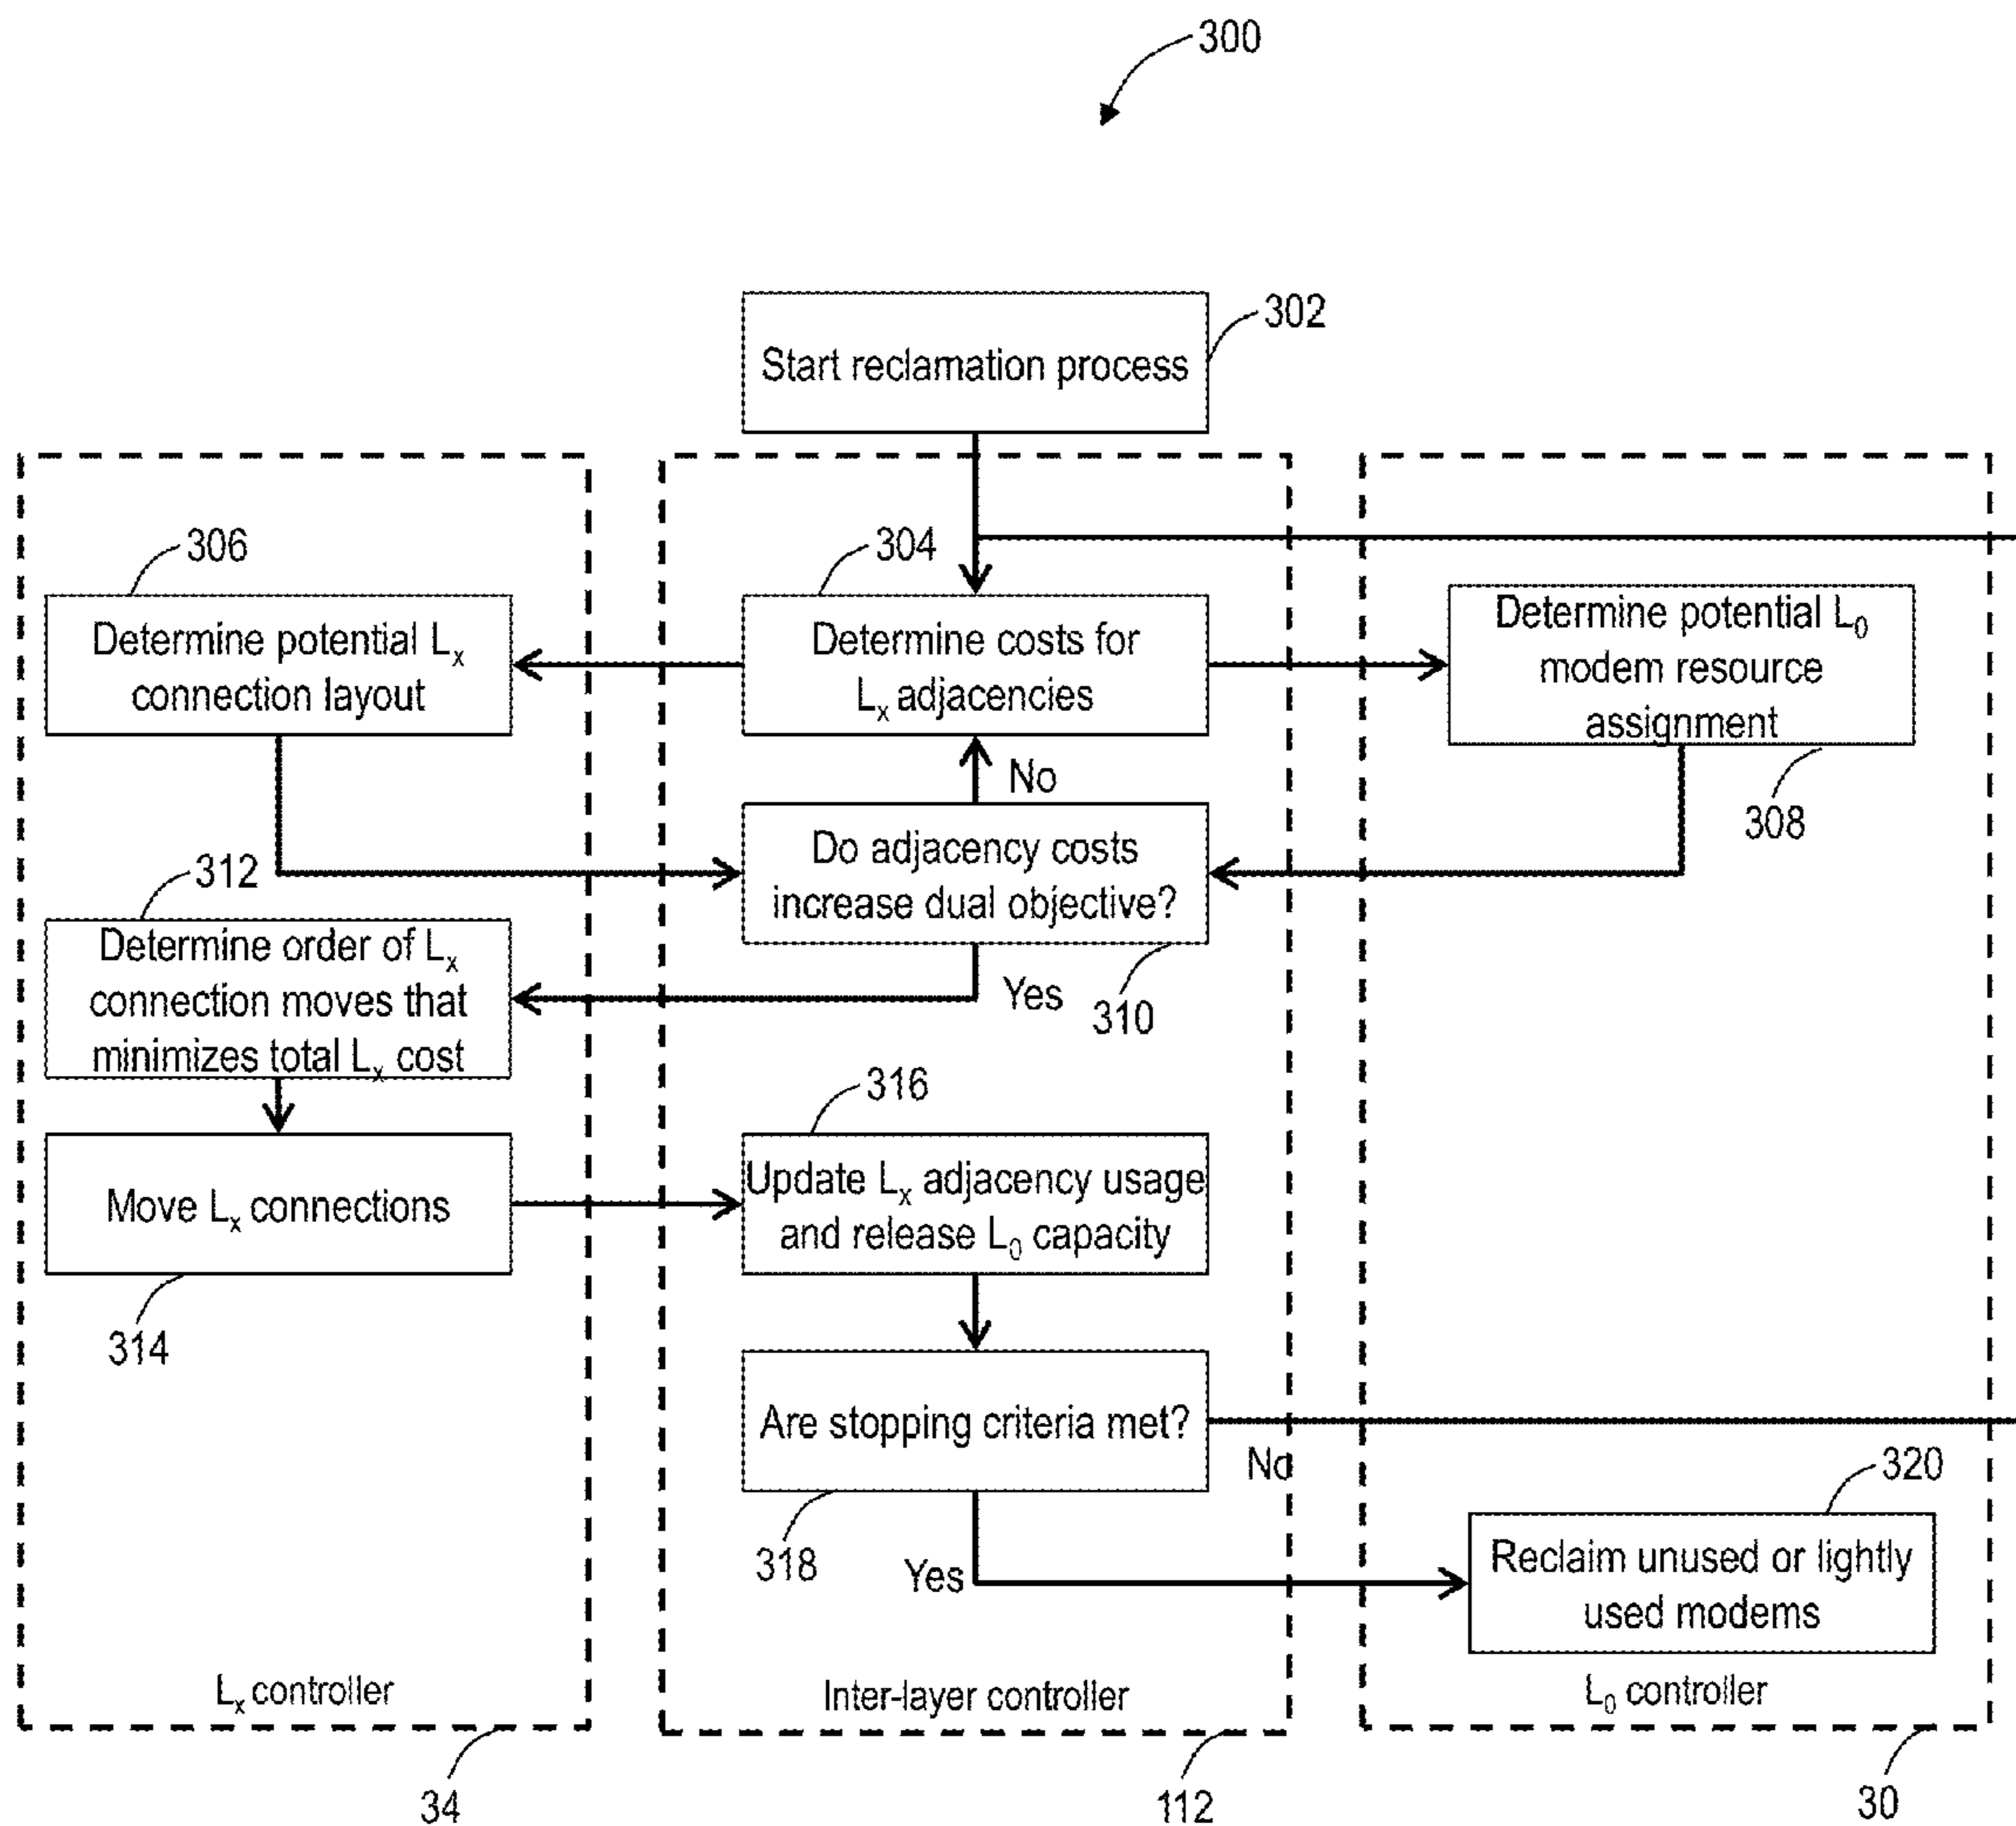 300
302
Start reclamation process
306
304
Determine potential Lx
connection layout
Determine costs for
Lx adjacencies
Determine potential L0
modem resource
assignment
308
No
Do adjacency costs
increase dual objective?
310
Yes
312
Determine order of Lx
connection moves that
minimizes total Lx cost
316
Move Lx connections
314
Update Lx adjacency usage
and release L0 capacity
Are stopping criteria met?
No
318
Yes
320
Reclaim unused or lightly
used modems
Lx controller
Inter-layer controller
L0 controller
34
112
30